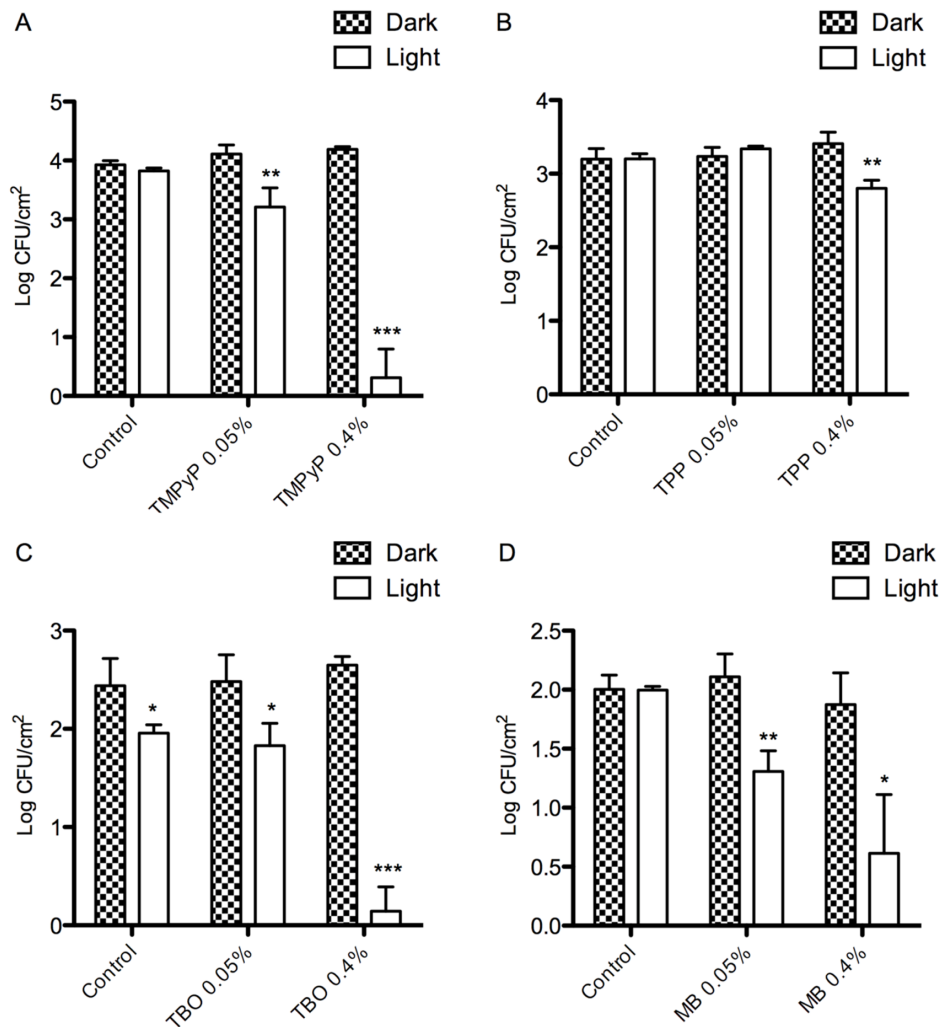 A
Dark
Light
Log CFU/cm²
5
4
3
2
1
0
**
***
Control
TMPyP 0.05%
TMPyP 0.4%
B
Dark
Light
Log CFU/cm²
4
3
2
1
0
**
Control
TPP 0.05%
TPP 0.4%
C
Dark
Light
Log CFU/cm²
3
2
1
0
*
*
***
Control
TBO 0.05%
TBO 0.4%
D
Dark
Light
Log CFU/cm²
2.5
2.0
1.5
1.0
0.5
0.0
**
*
Control
MB 0.05%
MB 0.4%